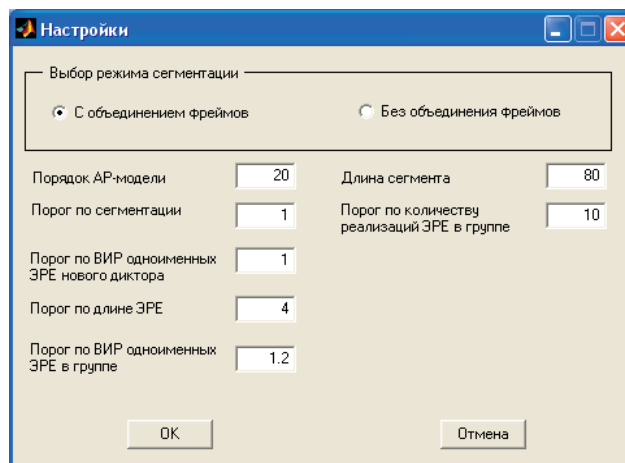 Настройки
Выбор режима сегментации
С объединением фреймов
Без объединения фреймов
Порядок АР-модели
20
Длина сегмента
80
Порог по сегментации
1
Порог по количеству
реализаций ЭРЕ в группе
10
Порог по ВИР одноименных
ЭРЕ нового диктора
1
Порог по длине ЭРЕ
4
Порог по ВИР одноименных
ЭРЕ в группе
1.2
OK
Отмена